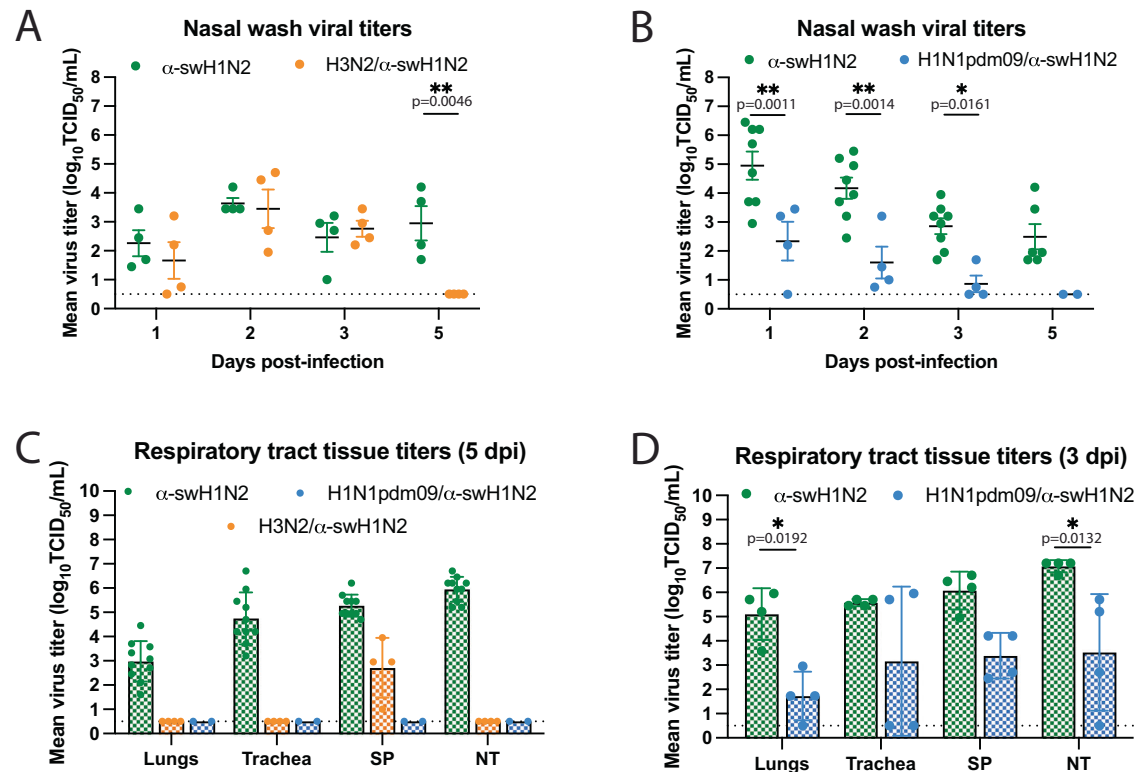 A
Nasal wash viral titers
α-swH1N2
H3N2/α-swH1N2
**
p=0.0046
Mean virus titer (log10TCID50/mL)
8
7
6
5
4
3
2
1
0
1 2 3 5
Days post-infection
B
Nasal wash viral titers
α-swH1N2
H1N1pdm09/α-swH1N2
** ** *
p=0.0011 p=0.0014 p=0.0161
Mean virus titer (log10TCID50/mL)
8
7
6
5
4
3
2
1
0
1 2 3 5
Days post-infection
C
Respiratory tract tissue titers (5 dpi)
α-swH1N2
H1N1pdm09/α-swH1N2
H3N2/α-swH1N2
Mean virus titer (log10TCID50/mL)
10
9
8
7
6
5
4
3
2
1
0
Lungs Trachea SP NT
D
Respiratory tract tissue titers (3 dpi)
α-swH1N2
H1N1pdm09/α-swH1N2
* *
p=0.0192 p=0.0132
Mean virus titer (log10TCID50/mL)
10
9
8
7
6
5
4
3
2
1
0
Lungs Trachea SP NT